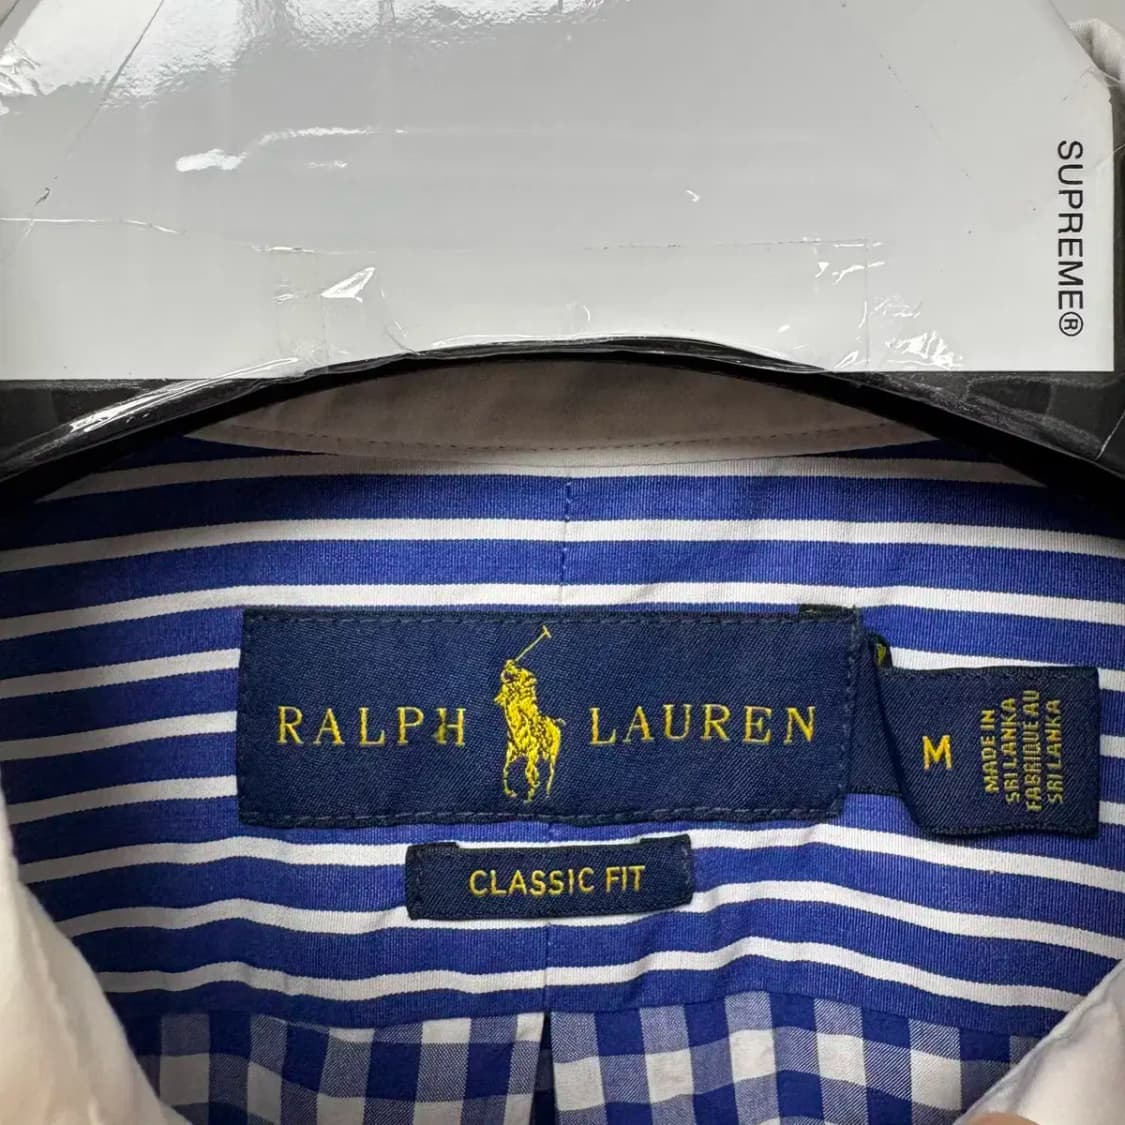 SUPREME®
RALPH LAUREN
M
MADE IN
SRI LANKA
FABRIQUE AU
SRI LANKA
CLASSIC FIT